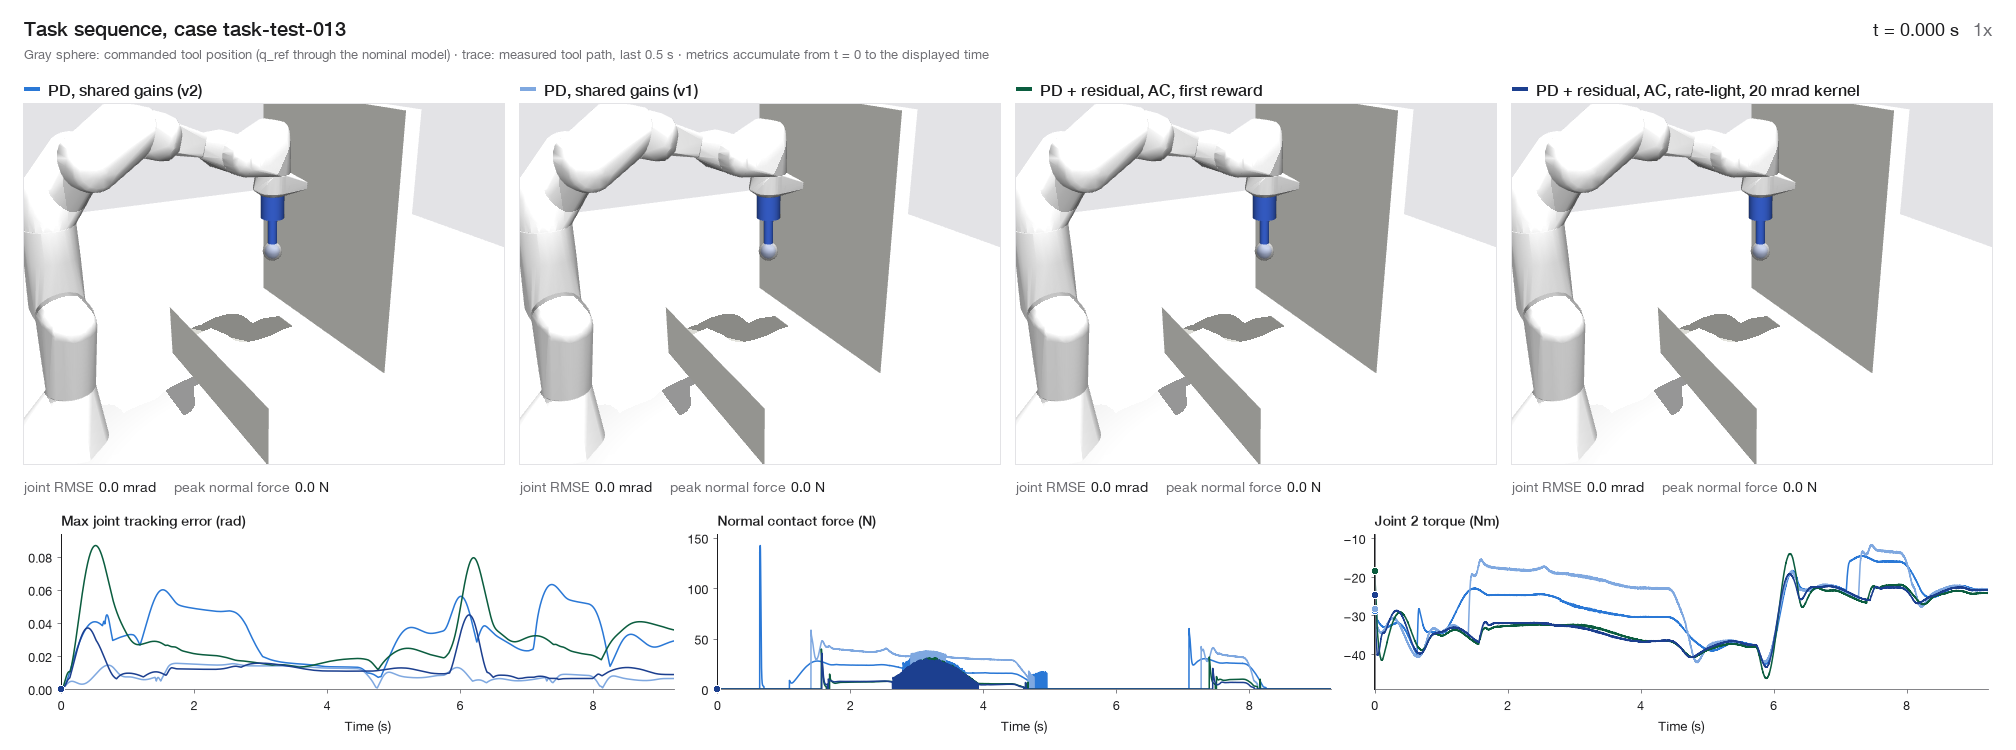 Task sequence, case task-test-013
t = 0.000 s 1x
Gray sphere: commanded tool position (q_ref through the nominal model) · trace: measured tool path, last 0.5 s · metrics accumulate from t = 0 to the displayed time
PD, shared gains (v2)
PD, shared gains (v1)
PD + residual, AC, first reward
PD + residual, AC, rate-light, 20 mrad kernel
joint RMSE 0.0 mrad peak normal force 0.0 N
joint RMSE 0.0 mrad peak normal force 0.0 N
joint RMSE 0.0 mrad peak normal force 0.0 N
joint RMSE 0.0 mrad peak normal force 0.0 N
Max joint tracking error (rad)
0.08
0.06
0.04
0.02
0.00
0 2 4 6 8
Time (s)
Normal contact force (N)
150
100
50
0
0 2 4 6 8
Time (s)
Joint 2 torque (Nm)
−10
−20
−30
−40
0 2 4 6 8
Time (s)